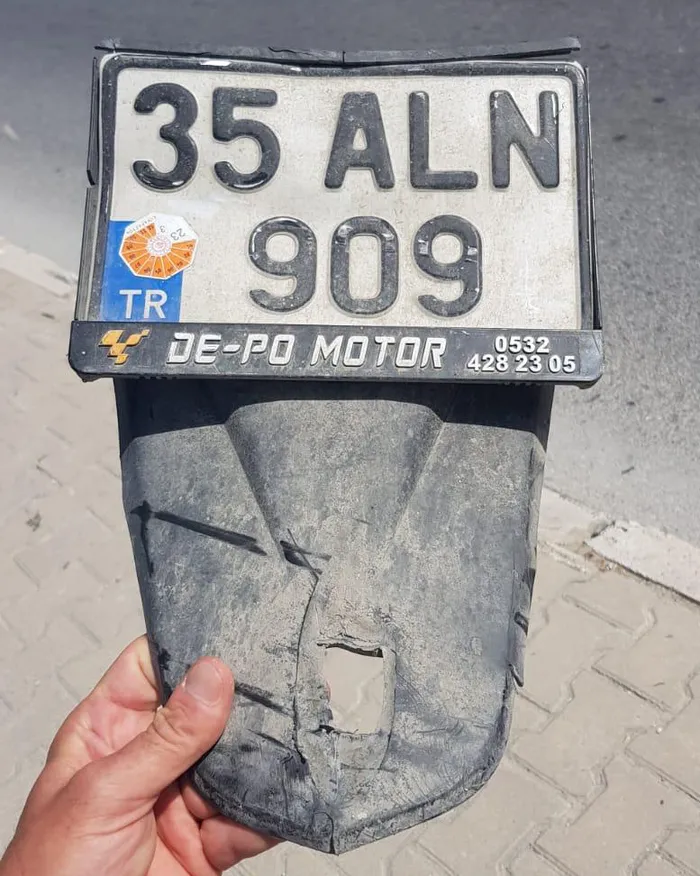 35 ALN
909
TR
DE-PO MOTOR
0532
428 23 05